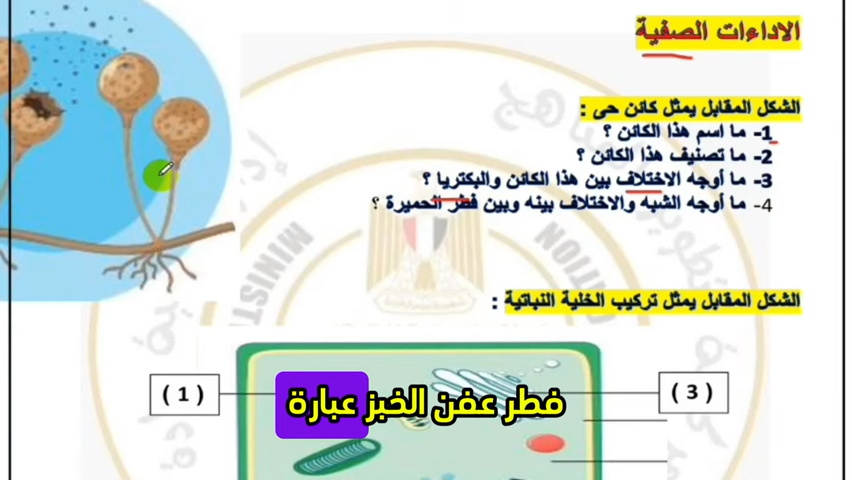 الاداءات الصفية
الشكل المقابل يمثل كائن حى :
1- ما اسم هذا الكائن ؟
2- ما تصنيف هذا الكائن ؟
3- ما أوجه الاختلاف بين هذا الكائن والبكتريا ؟
4- ما أوجه الشبه والاختلاف بينه وبين فطر الخميرة ؟
الشكل المقابل يمثل تركيب الخلية النباتية :
( 1 )
( 3 )
فطر عفن الخبز عبارة